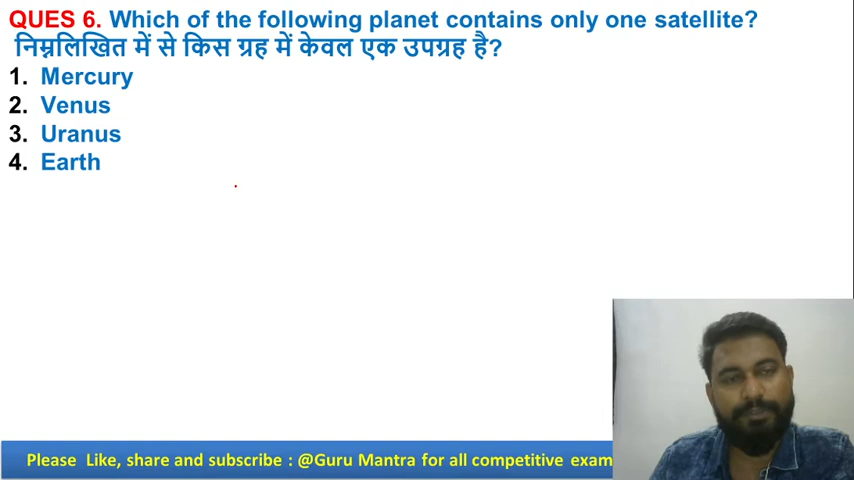 QUES 6. Which of the following planet contains only one satellite?
निम्नलिखित में से किस ग्रह में केवल एक उपग्रह है?
1. Mercury
2. Venus
3. Uranus
4. Earth
Please Like, share and subscribe : @Guru Mantra for all competitive exam